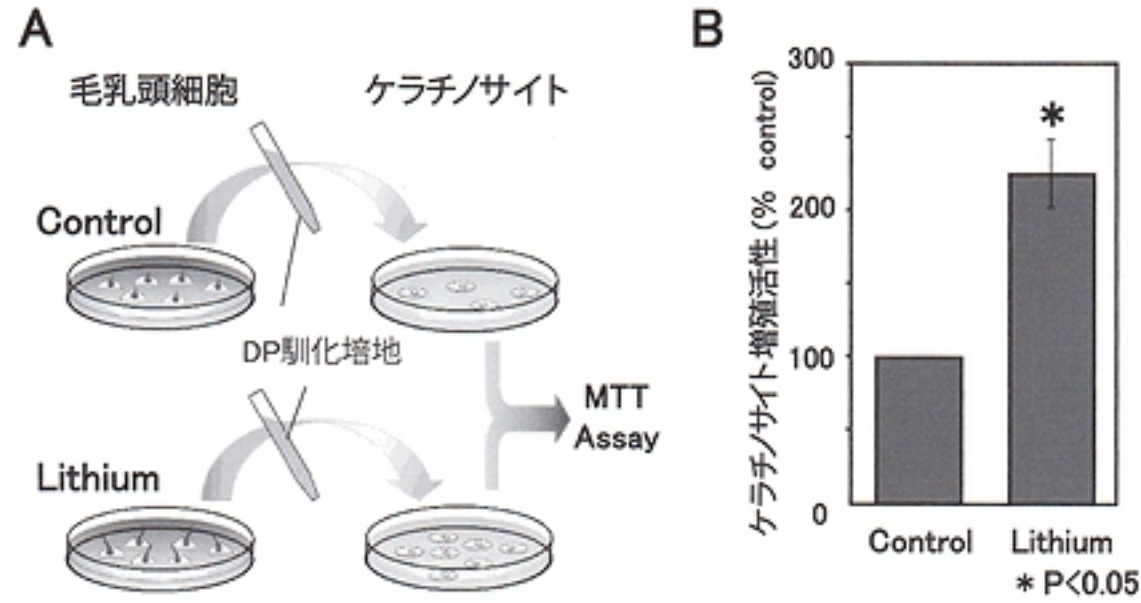 A
毛乳頭細胞
ケラチノサイト
Control
DP馴化培地
Lithium
MTT
Assay
B
ケラチノサイト増殖活性(% control)
300
200
100
0
Control
Lithium
* P<0.05
*